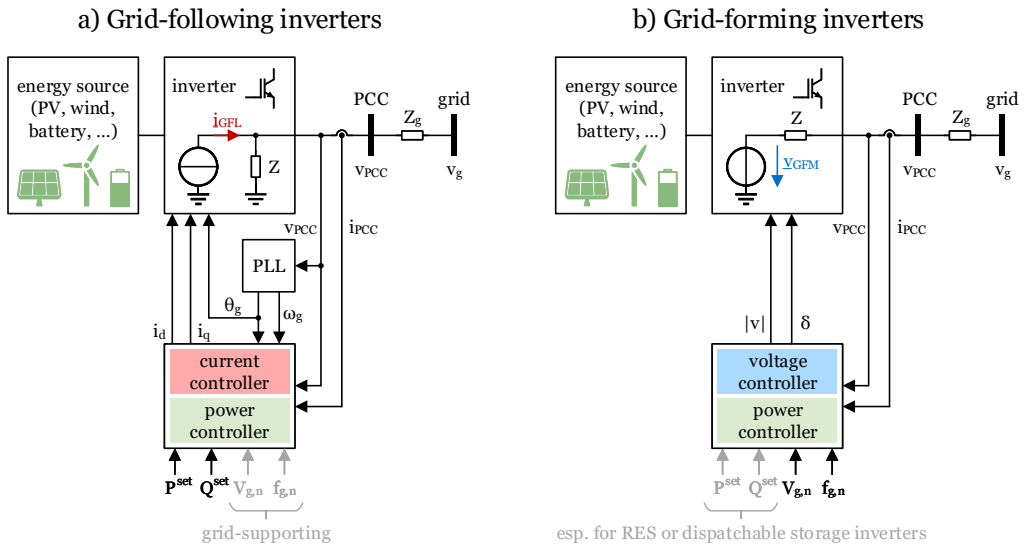 a) Grid-following inverters
energy source
(PV, wind,
battery, ...)
inverter
i̲GFL
Z
PCC
Zg
grid
vPCC
vg
vPCC
iPCC
PLL
θg
ωg
id
iq
current
controller
power
controller
Pset
Qset
Vg,n
fg,n
grid-supporting
b) Grid-forming inverters
energy source
(PV, wind,
battery, ...)
inverter
Z
v̲GFM
PCC
Zg
grid
vPCC
vg
vPCC
iPCC
|v|
δ
voltage
controller
power
controller
Pset
Qset
Vg,n
fg,n
esp. for RES or dispatchable storage inverters